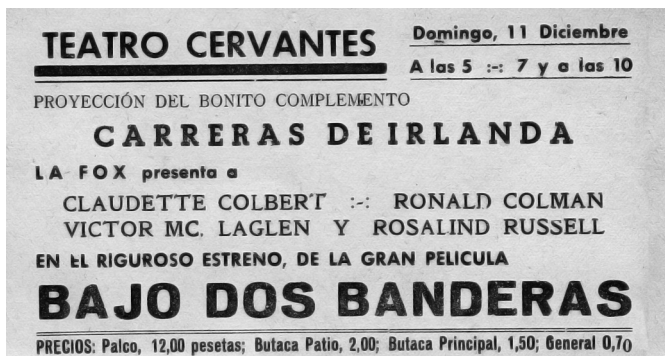 TEATRO CERVANTES
Domingo, 11 Diciembre
A las 5 :-: 7 y a las 10
PROYECCIÓN DEL BONITO COMPLEMENTO
CARRERAS DE IRLANDA
LA FOX presenta a
CLAUDETTE COLBERT :-: RONALD COLMAN
VICTOR MC. LAGLEN Y ROSALIND RUSSELL
EN EL RIGUROSO ESTRENO, DE LA GRAN PELICULA
BAJO DOS BANDERAS
PRECIOS: Palco, 12,00 pesetas; Butaca Patio, 2,00; Butaca Principal, 1,50; General 0,70